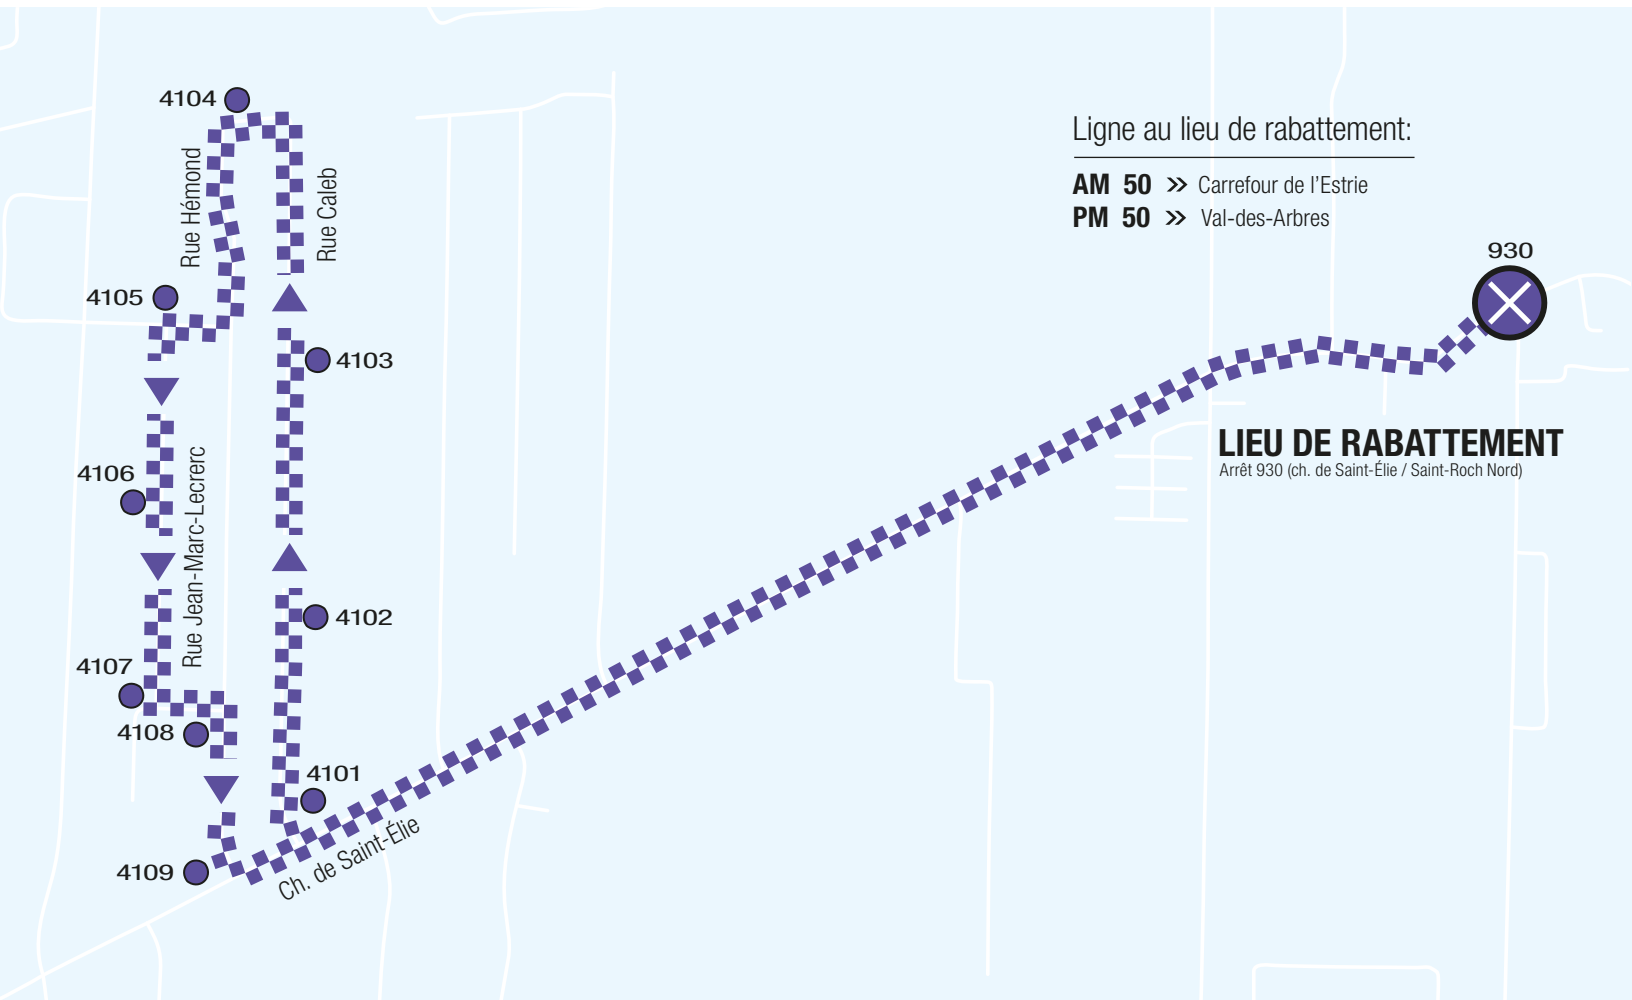 4104
Rue Hémond
Rue Caleb
4105
4103
4106
Rue Jean-Marc-Lecrerc
4102
4107
4108
4101
4109
Ch. de Saint-Élie
Ligne au lieu de rabattement:
AM 50 >> Carrefour de l'Estrie
PM 50 >> Val-des-Arbres
930
LIEU DE RABATTEMENT
Arrêt 930 (ch. de Saint-Élie / Saint-Roch Nord)